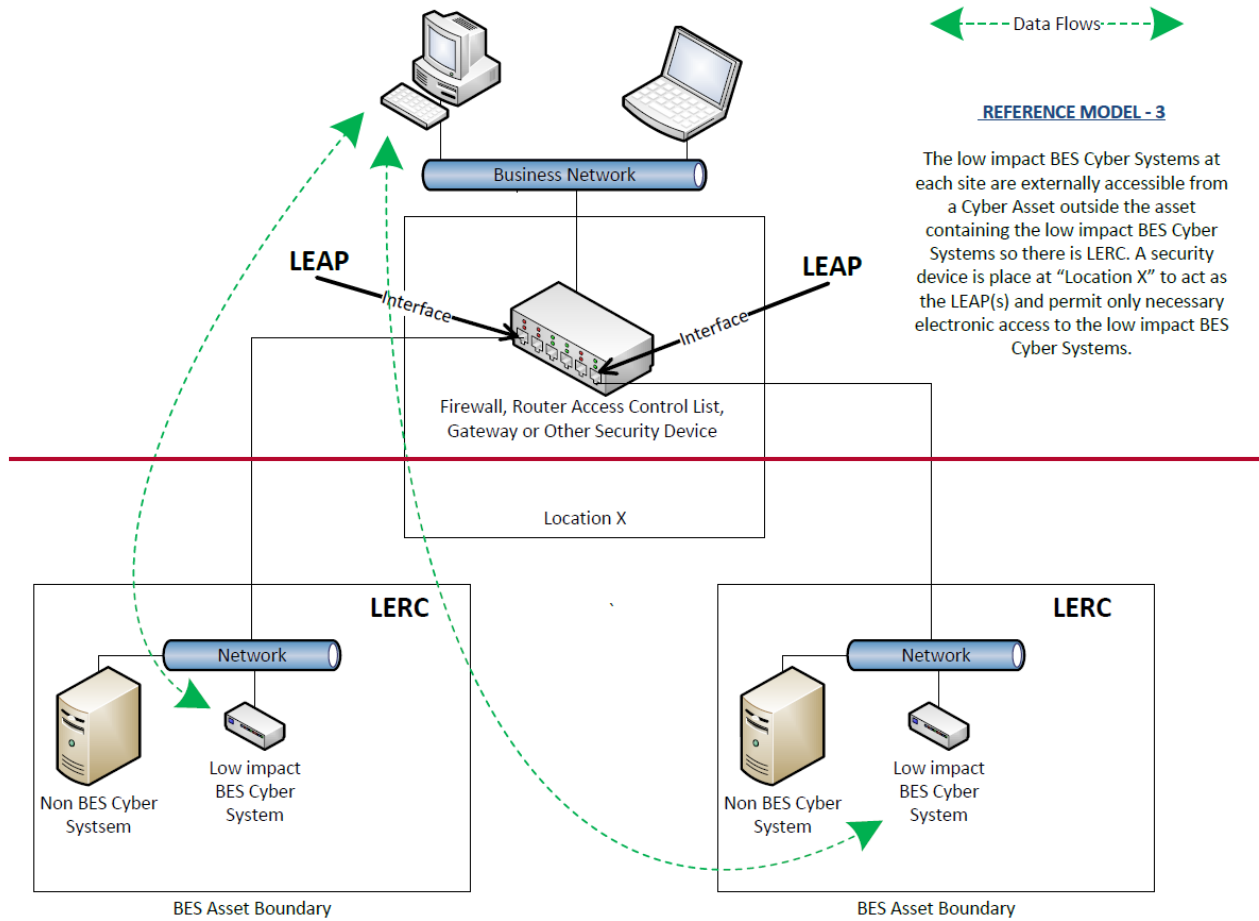 Data Flows
REFERENCE MODEL - 3
The low impact BES Cyber Systems at
each site are externally accessible from
a Cyber Asset outside the asset
containing the low impact BES Cyber
Systems so there is LERC. A security
device is place at “Location X” to act as
the LEAP(s) and permit only necessary
electronic access to the low impact BES
Cyber Systems.
Business Network
LEAP
Interface
LEAP
Interface
Firewall, Router Access Control List,
Gateway or Other Security Device
Location X
LERC
Network
Non BES Cyber
Systsem
Low impact
BES Cyber
System
BES Asset Boundary
`
LERC
Network
Non BES Cyber
System
Low impact
BES Cyber
System
BES Asset Boundary